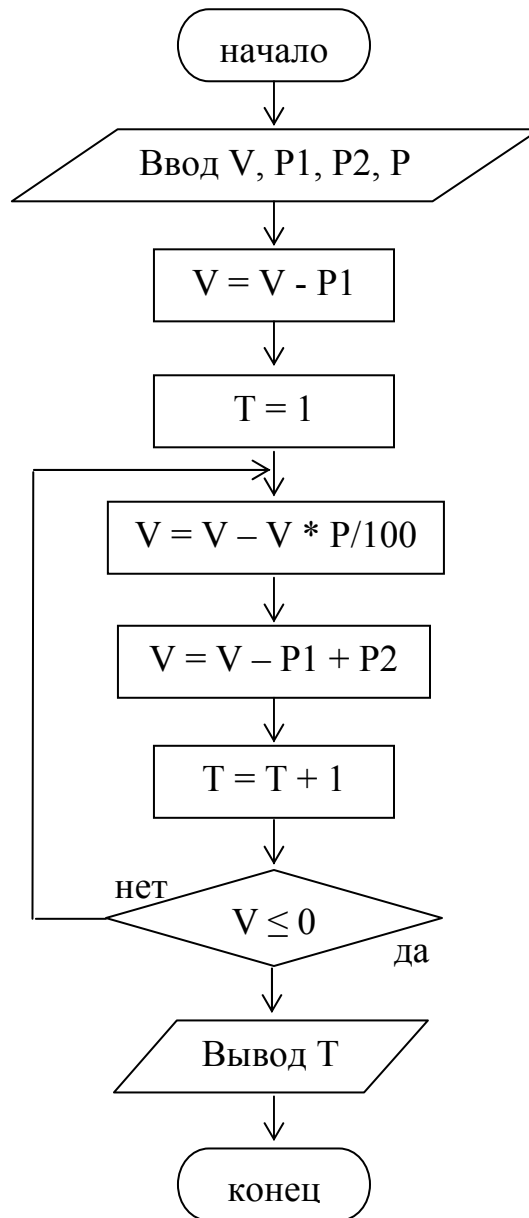 начало
Ввод V, P1, P2, P
V = V - P1
T = 1
V = V – V * P/100
V = V – P1 + P2
T = T + 1
нет
V ≤ 0
да
Вывод T
конец